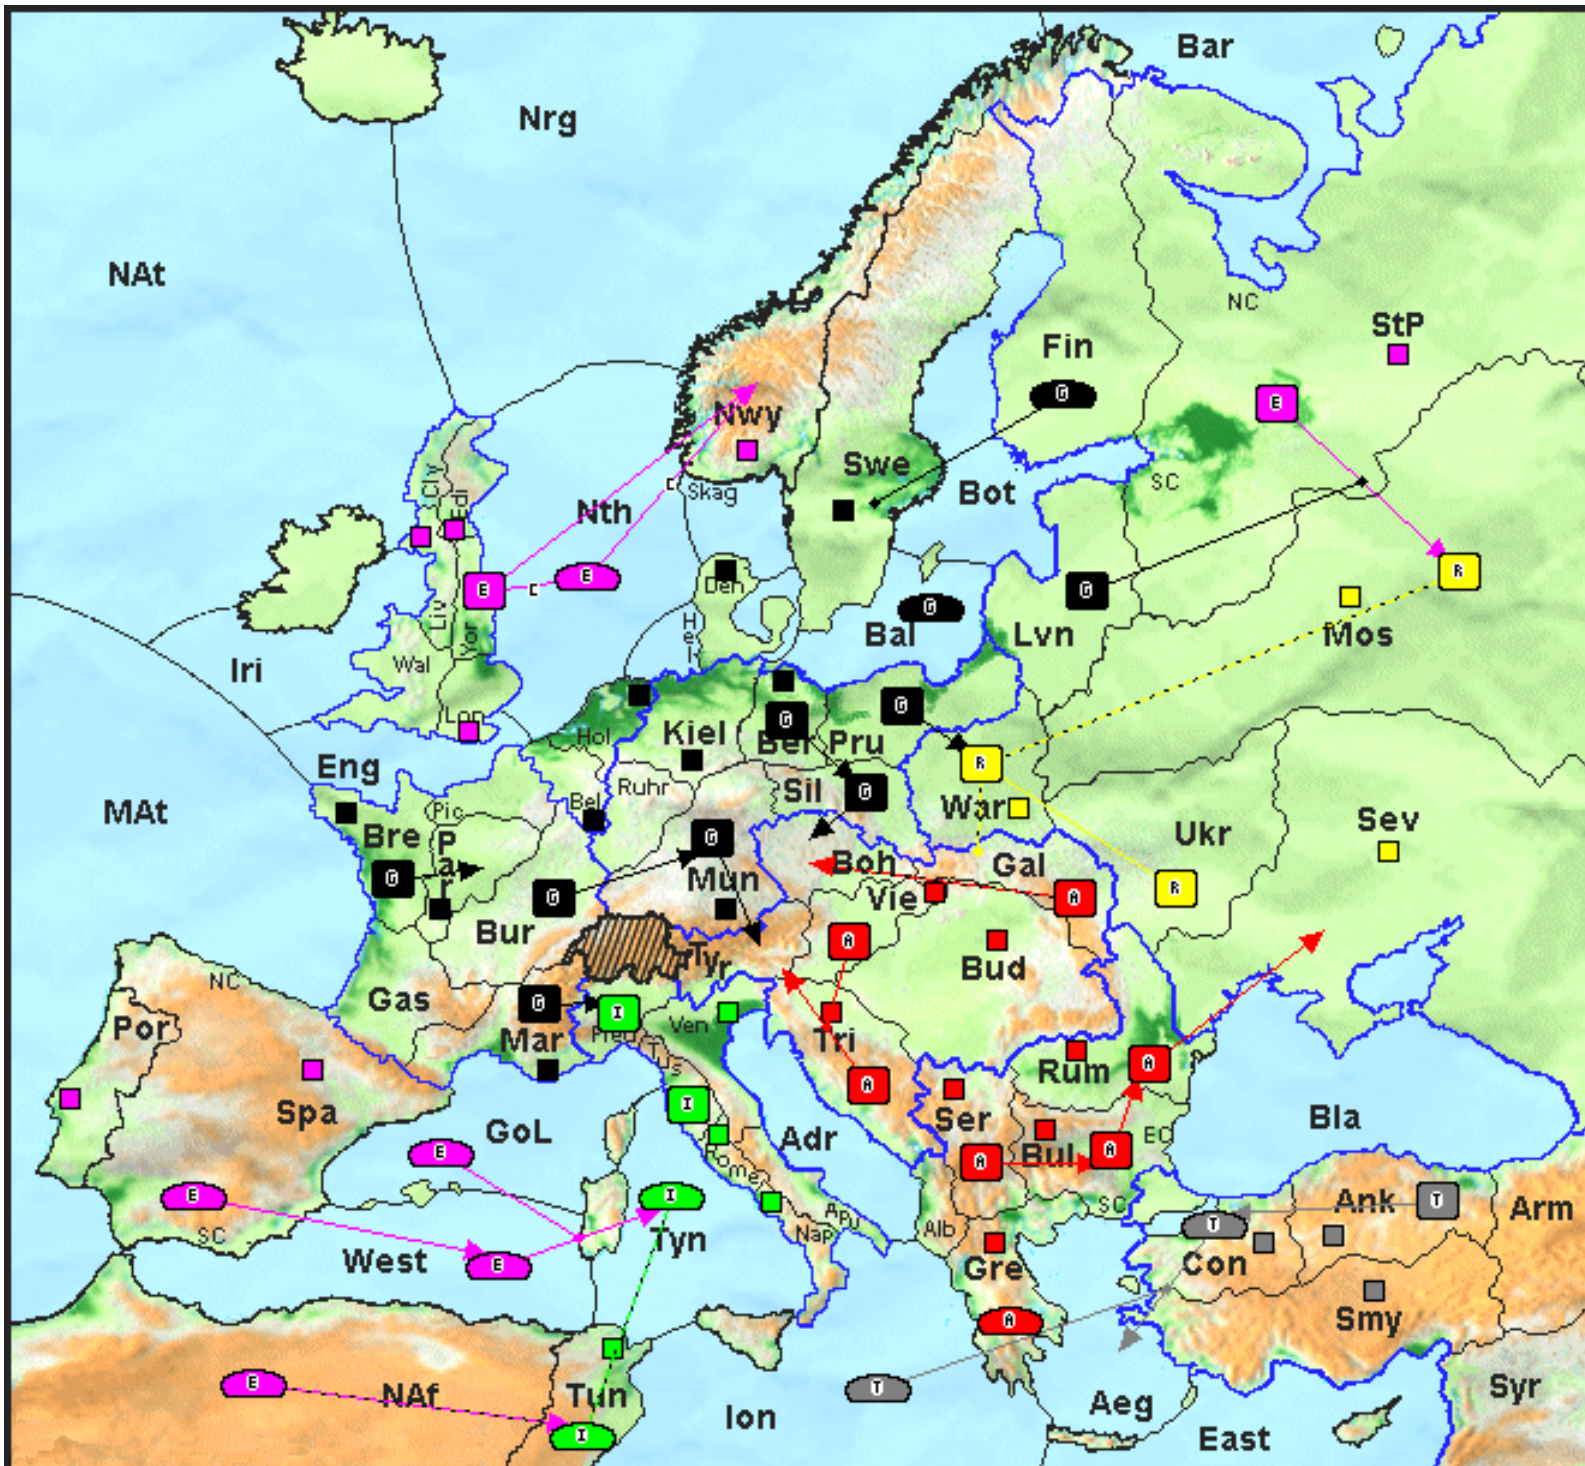 Bar
Nrg
NAt
NC
StP
Fin
E
G
Nwy
Swe
Cly
Edl
SC
Skag
Bot
C
Nth
E
E
C
Den
G
G
R
Liv
Yor
Hel
Bal
Lvn
Mos
Iri
Wal
Lon
G
G
Hol
Kiel
Ber
Pru
Eng
R
Ruhr
Sil
G
MAt
Pic
Bel
War
Sev
Bre
Par
G
Ukr
Boh
Gal
G
G
Mun
Vie
A
R
Bur
A
Tyr
Bud
NC
Gas
G
I
Por
Mar
Pied
Ven
Tri
Tus
Rum
A
A
Spa
I
Ser
Bla
GoL
Adr
Bul
EC
E
Rome
A
A
E
I
Ank
T
Arm
SC
Apu
SC
T
Nap
Alb
West
E
Tyn
Gre
Con
A
Smy
E
NAf
Tun
T
Syr
I
Ion
Aeg
East